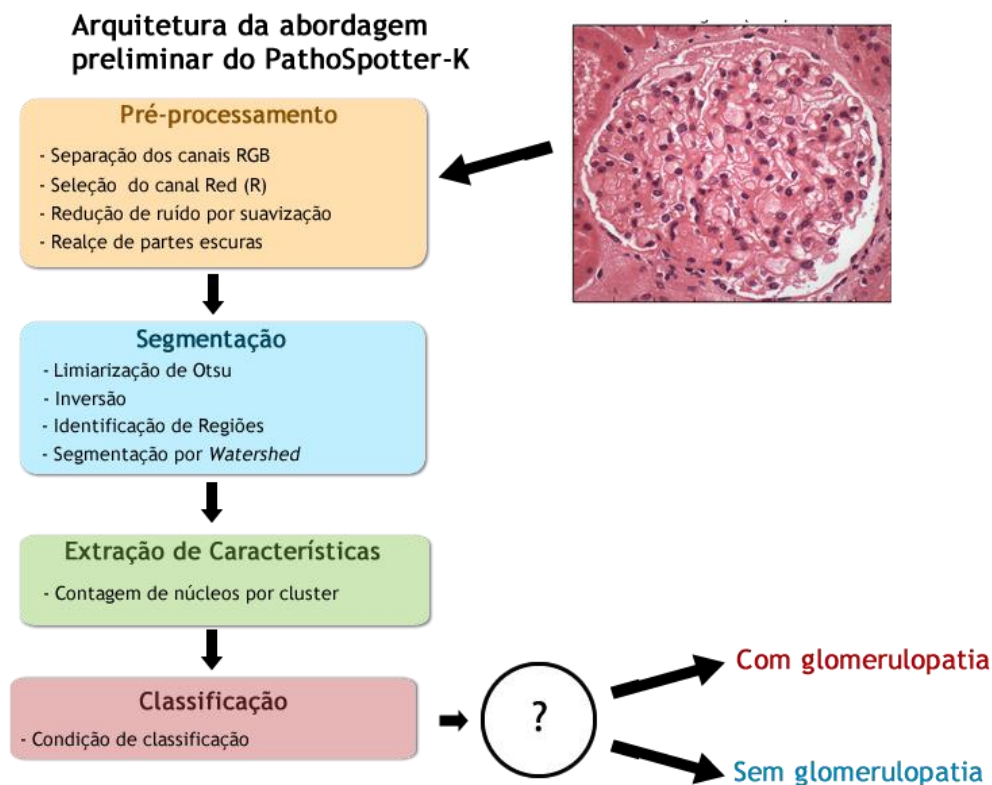 Arquitetura da abordagem
preliminar do PathoSpotter-K
Pré-processamento
- Separação dos canais RGB
- Seleção do canal Red (R)
- Redução de ruído por suavização
- Realçe de partes escuras
Segmentação
- Limiarização de Otsu
- Inversão
- Identificação de Regiões
- Segmentação por Watershed
Extração de Características
- Contagem de núcleos por cluster
Classificação
- Condição de classificação
?
Com glomerulopatia
Sem glomerulopatia